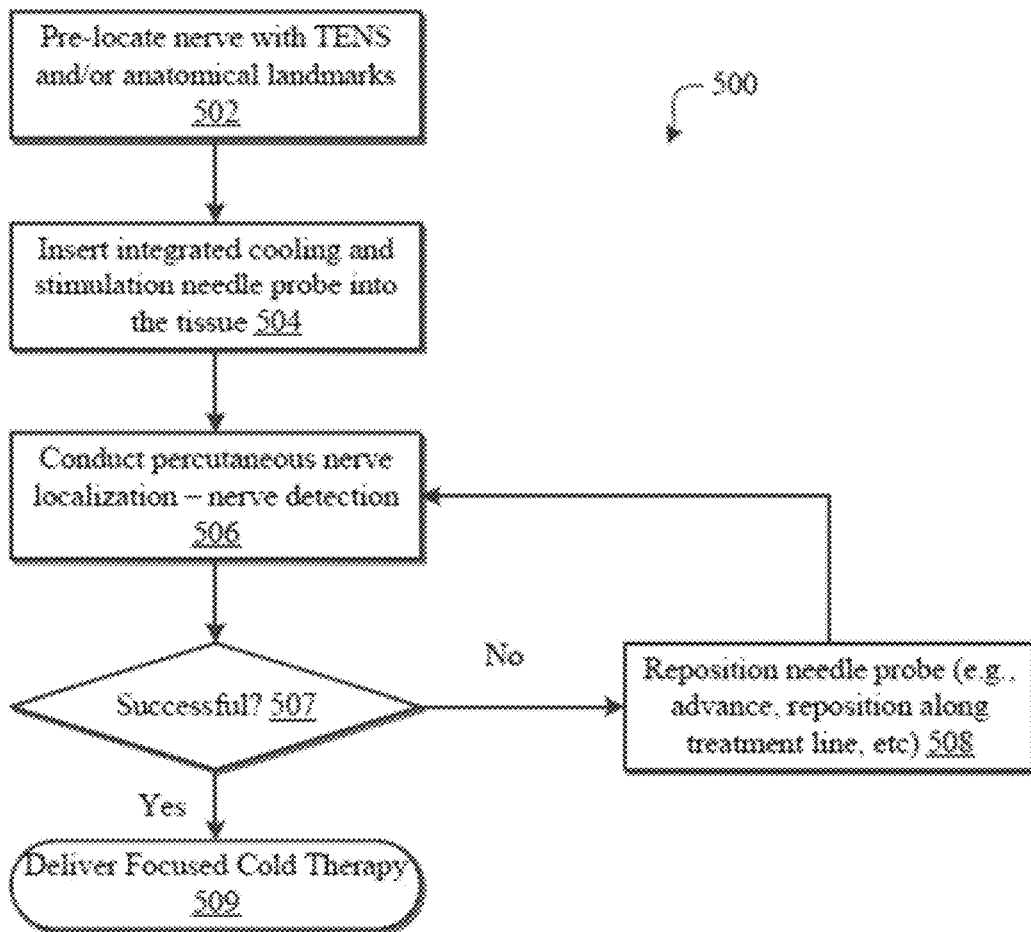 Pre-locate nerve with TENS
and/or anatomical landmarks
502
500
Insert integrated cooling and
stimulation needle probe into
the tissue 504
Conduct percutaneous nerve
localization – nerve detection
506
Successful? 507
No
Reposition needle probe (e.g.,
advance, reposition along
treatment line, etc) 508
Yes
Deliver Focused Cold Therapy
509